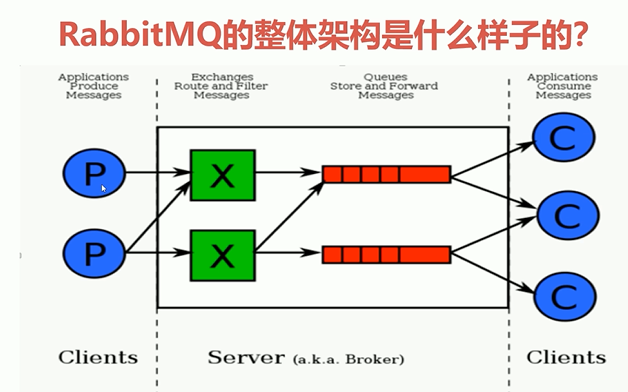 RabbitMQ的整体架构是什么样子的?
Applications
Produce
Messages
Exchanges
Route and Filter
Messages
Queues
Store and Forward
Messages
Applications
Consume
Messages
P
X
C
C
P
X
C
Clients
Server (a.k.a. Broker)
Clients